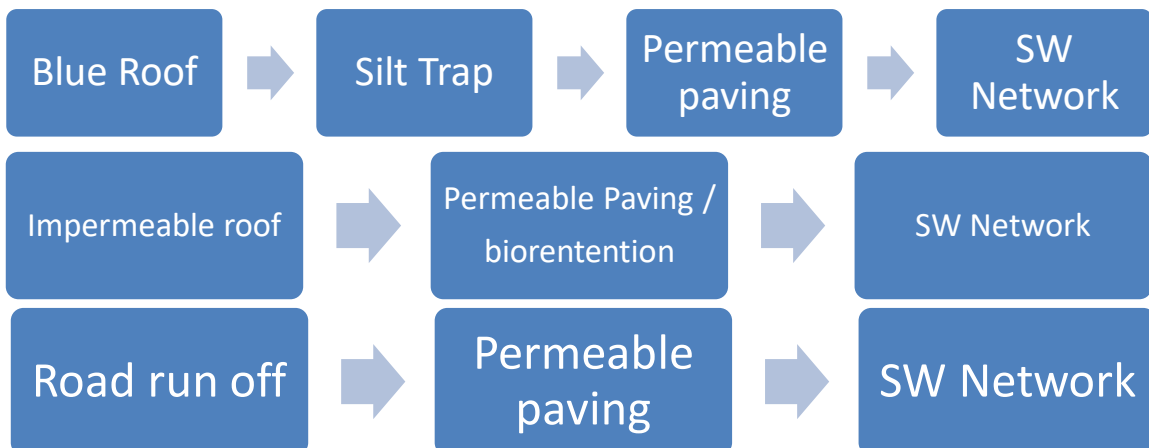 Blue Roof
Silt Trap
Permeable
paving
SW
Network
Impermeable roof
Permeable Paving /
biorentention
SW Network
Road run off
Permeable
paving
SW Network